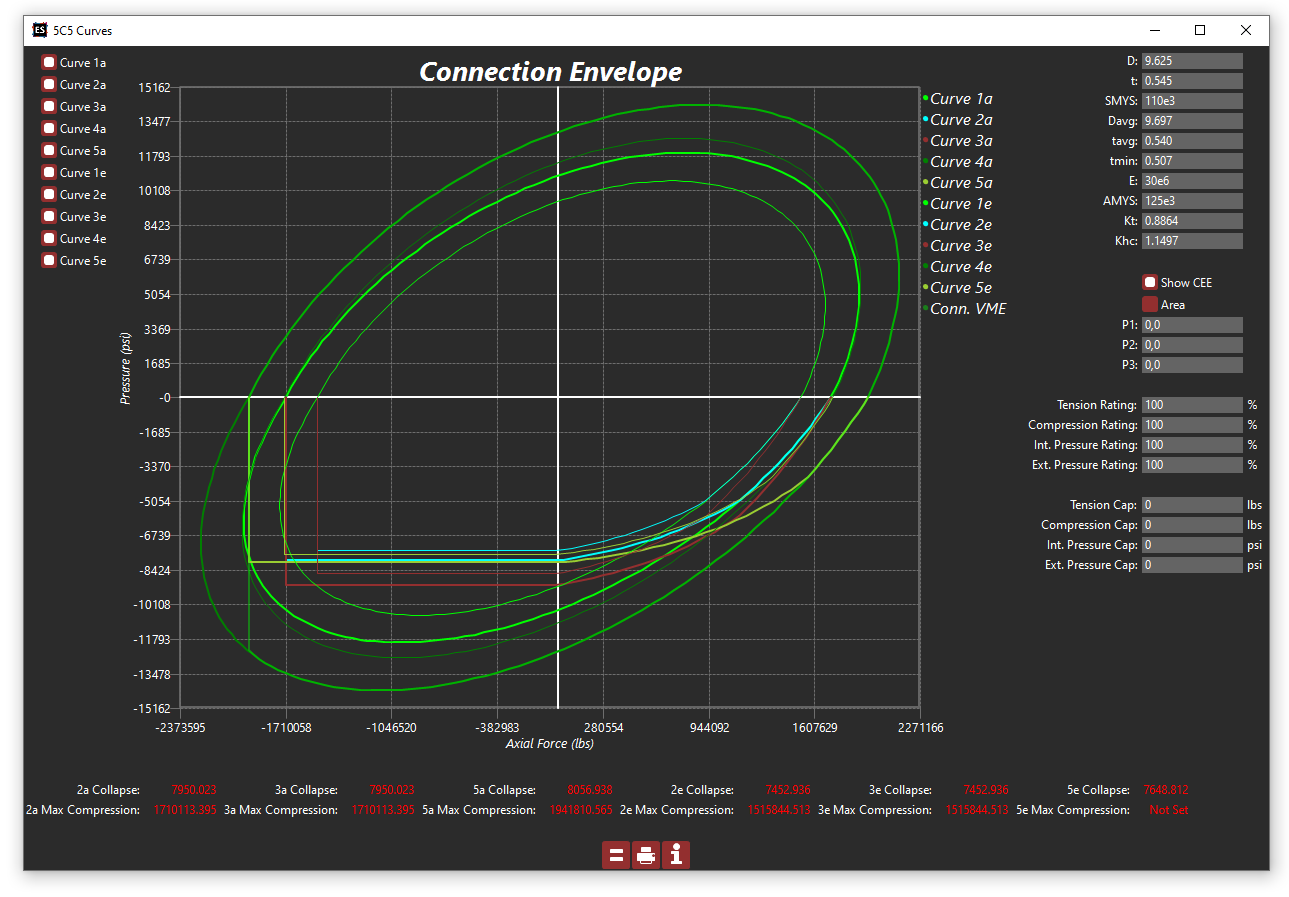 ES 5C5 Curves
Curve 1a
Curve 2a
Curve 3a
Curve 4a
Curve 5a
Curve 1e
Curve 2e
Curve 3e
Curve 4e
Curve 5e
Connection Envelope
15162
13477
11793
10108
8423
6739
5054
3369
1685
-0
-1685
-3370
-5054
-6739
-8424
-10108
-11793
-13478
-15162
Pressure (psi)
-2373595 -1710058 -1046520 -382983 280554 944092 1607629 2271166
Axial Force (lbs)
Curve 1a
Curve 2a
Curve 3a
Curve 4a
Curve 5a
Curve 1e
Curve 2e
Curve 3e
Curve 4e
Curve 5e
Conn. VME
D: 9.625
t: 0.545
SMYS: 110e3
Davg: 9.697
tavg: 0.540
tmin: 0.507
E: 30e6
AMYS: 125e3
Kt: 0.8864
Khc: 1.1497
Show CEE
Area
P1: 0,0
P2: 0,0
P3: 0,0
Tension Rating: 100 %
Compression Rating: 100 %
Int. Pressure Rating: 100 %
Ext. Pressure Rating: 100 %
Tension Cap: 0 lbs
Compression Cap: 0 lbs
Int. Pressure Cap: 0 psi
Ext. Pressure Cap: 0 psi
2a Collapse: 7950.023 3a Collapse: 7950.023 5a Collapse: 8056.938 2e Collapse: 7452.936 3e Collapse: 7452.936 5e Collapse: 7648.812
2a Max Compression: 1710113.395 3a Max Compression: 1710113.395 5a Max Compression: 1941810.565 2e Max Compression: 1515844.513 3e Max Compression: 1515844.513 5e Max Compression: Not Set